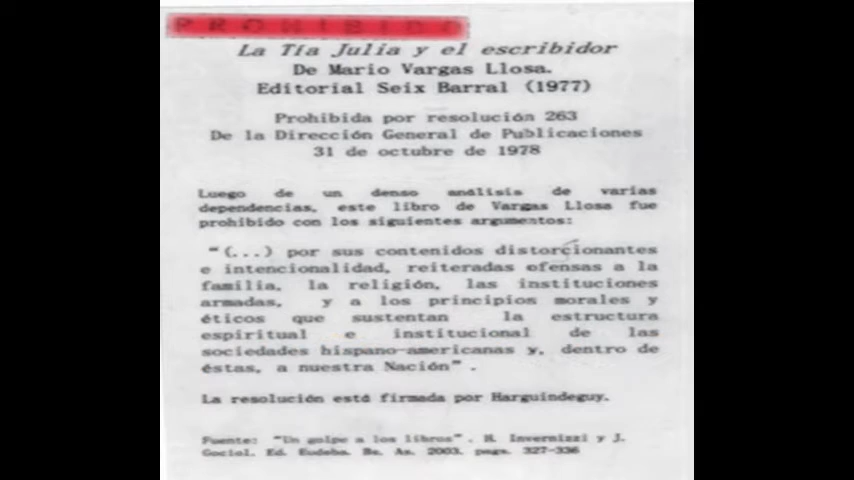 PROHIBIDO
La Tía Julia y el escribidor
De Mario Vargas Llosa.
Editorial Seix Barral (1977)
Prohibida por resolución 263
De la Dirección General de Publicaciones
31 de octubre de 1978
Luego de un denso análisis de varias
dependencias, este libro de Vargas Llosa fue
prohibido con los siguientes argumentos:
"(...) por sus contenidos distorcionantes
e intencionalidad, reiteradas ofensas a la
familia, la religión, las instituciones
armadas, y a los principios morales y
éticos que sustentan la estructura
espiritual e institucional de las
sociedades hispano-americanas y, dentro de
éstas, a nuestra Nación".
La resolución está firmada por Harguindeguy.
Fuente: "Un golpe a los libros". H. Invernizzi y J.
Gociol. Ed. Eudeba. Bs. As. 2003. pags. 327-336